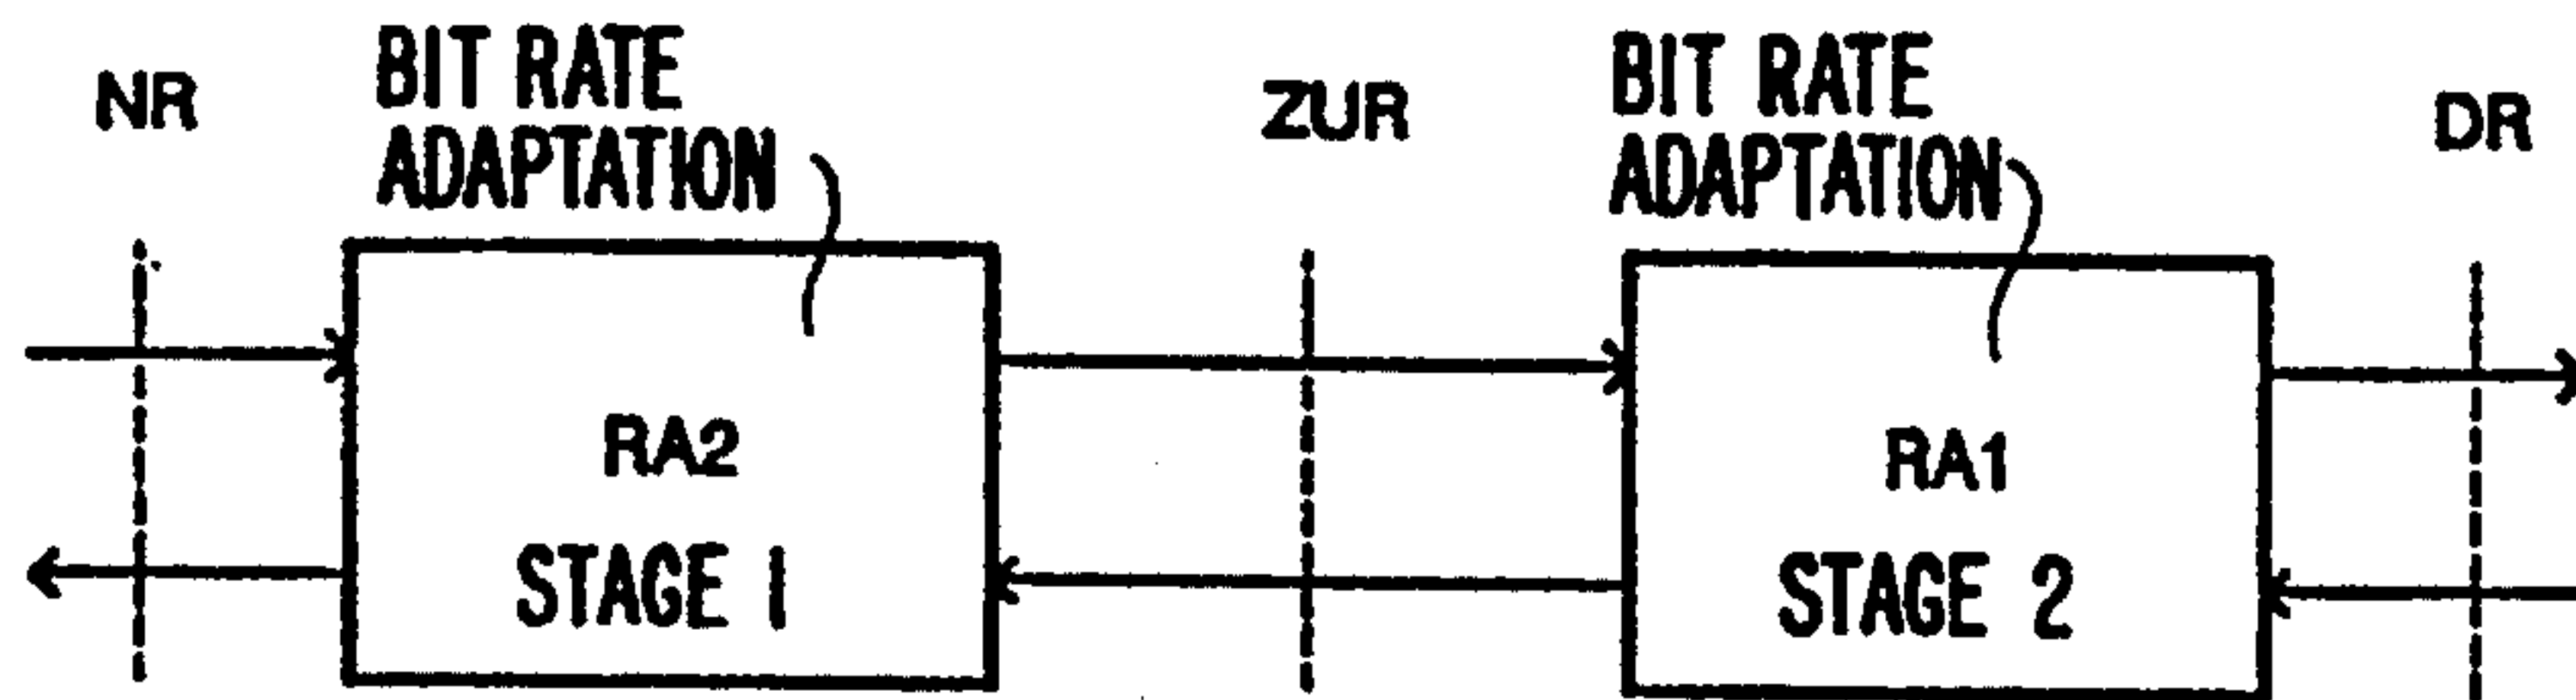 NR
BIT RATE
ADAPTATION
ZUR
BIT RATE
ADAPTATION
DR
RA2
STAGE 1
RA1
STAGE 2